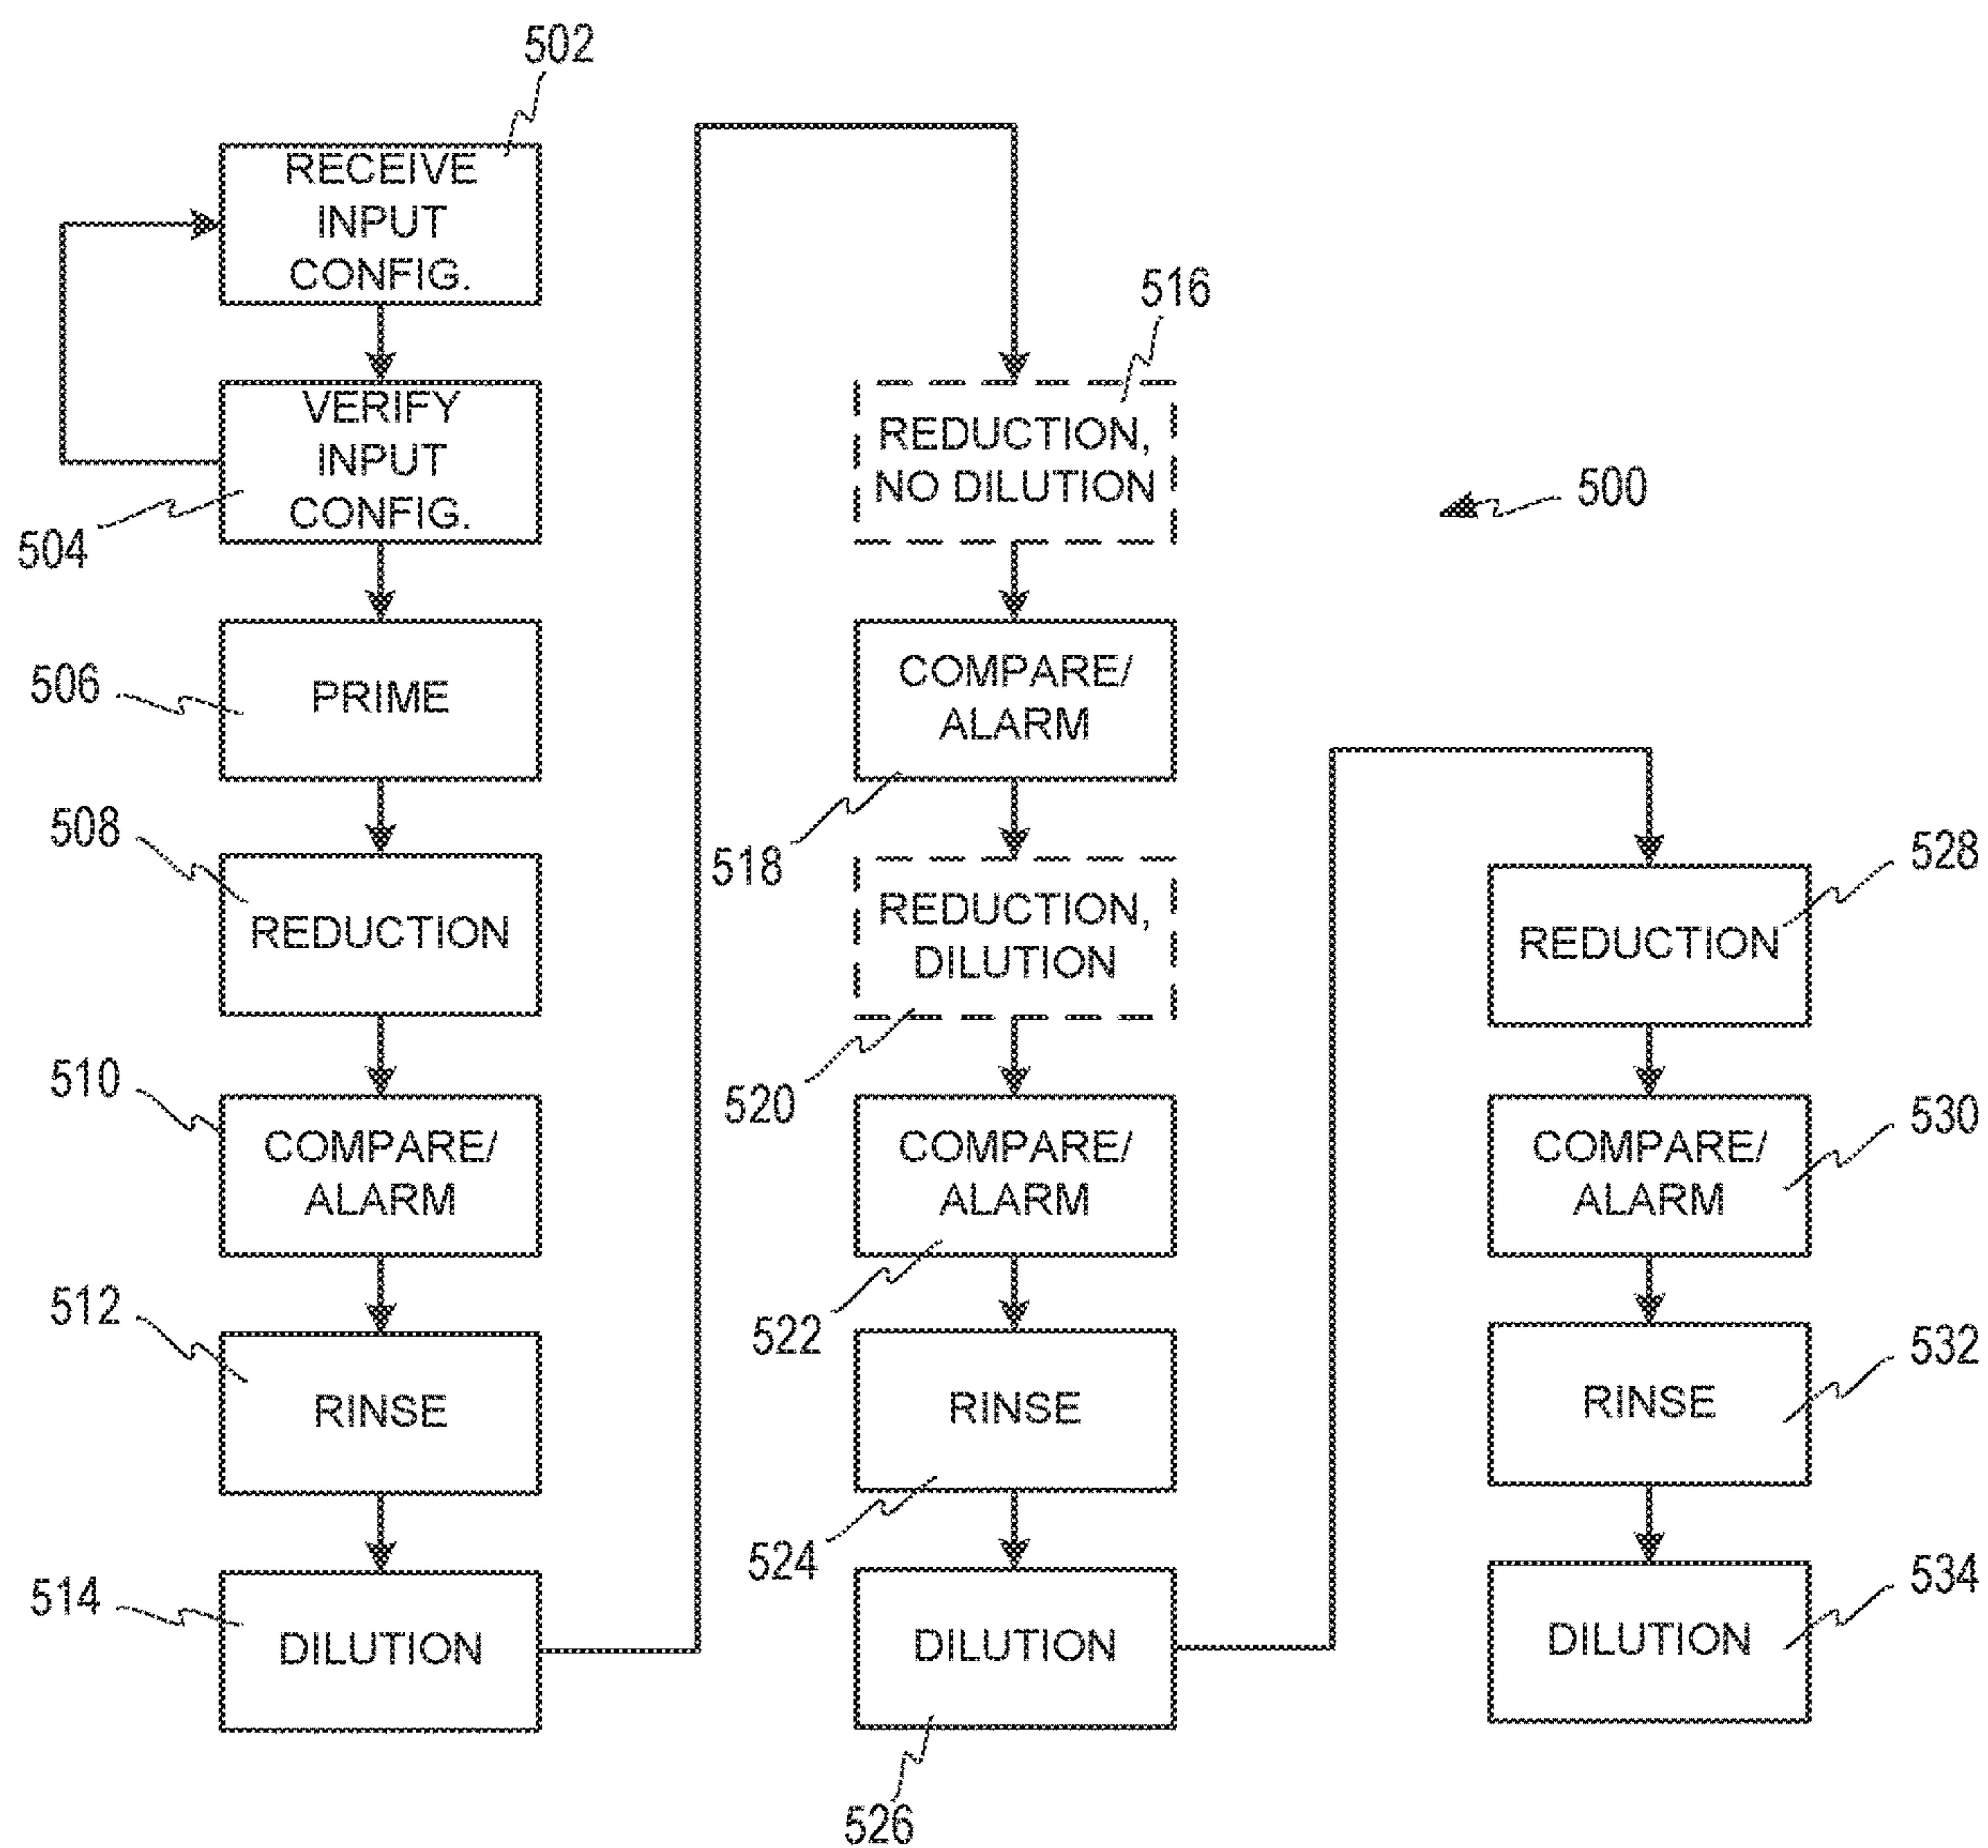 502
RECEIVE
INPUT
CONFIG.
VERIFY
INPUT
CONFIG.
504
506
PRIME
508
REDUCTION
510
COMPARE/
ALARM
512
RINSE
514
DILUTION
516
REDUCTION,
NO DILUTION
500
COMPARE/
ALARM
518
REDUCTION,
DILUTION
520
COMPARE/
ALARM
522
RINSE
524
DILUTION
526
528
REDUCTION
530
COMPARE/
ALARM
532
RINSE
534
DILUTION